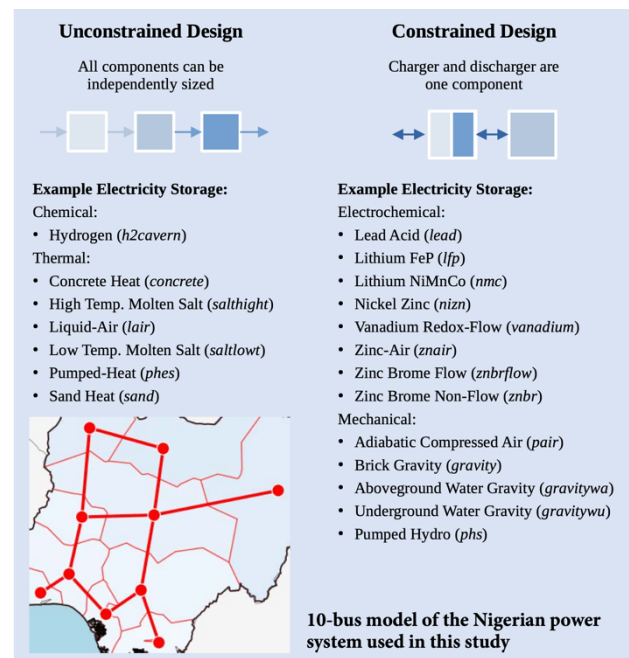 Unconstrained Design
All components can be
independently sized
Example Electricity Storage:
Chemical:
• Hydrogen (h2cavern)
Thermal:
• Concrete Heat (concrete)
• High Temp. Molten Salt (salthight)
• Liquid-Air (lair)
• Low Temp. Molten Salt (saltlowt)
• Pumped-Heat (phes)
• Sand Heat (sand)
Constrained Design
Charger and discharger are
one component
Example Electricity Storage:
Electrochemical:
• Lead Acid (lead)
• Lithium FeP (lfp)
• Lithium NiMnCo (nmc)
• Nickel Zinc (nizn)
• Vanadium Redox-Flow (vanadium)
• Zinc-Air (znair)
• Zinc Brome Flow (znbrflow)
• Zinc Brome Non-Flow (znbr)
Mechanical:
• Adiabatic Compressed Air (pair)
• Brick Gravity (gravity)
• Aboveground Water Gravity (gravitywa)
• Underground Water Gravity (gravitywu)
• Pumped Hydro (phs)
10-bus model of the Nigerian power
system used in this study